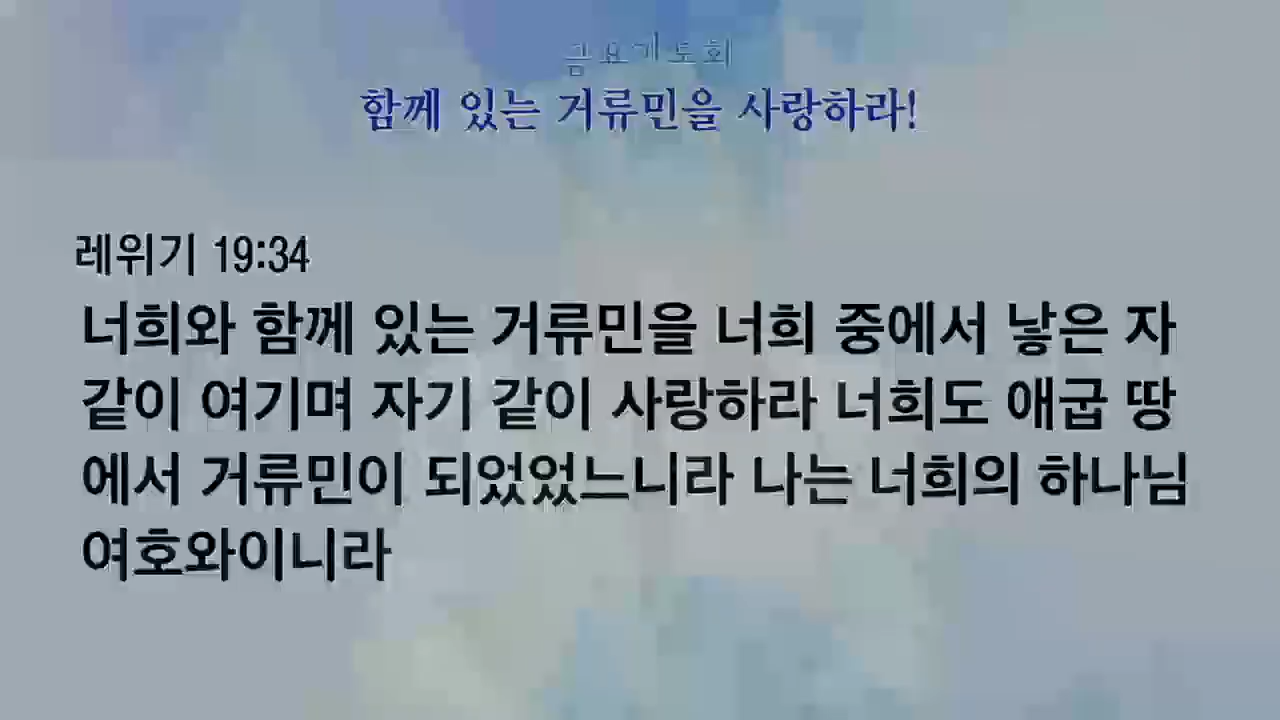 금요기도회
함께 있는 거류민을 사랑하라!
레위기 19:34
너희와 함께 있는 거류민을 너희 중에서 낳은 자
같이 여기며 자기 같이 사랑하라 너희도 애굽 땅
에서 거류민이 되었었느니라 나는 너희의 하나님
여호와이니라